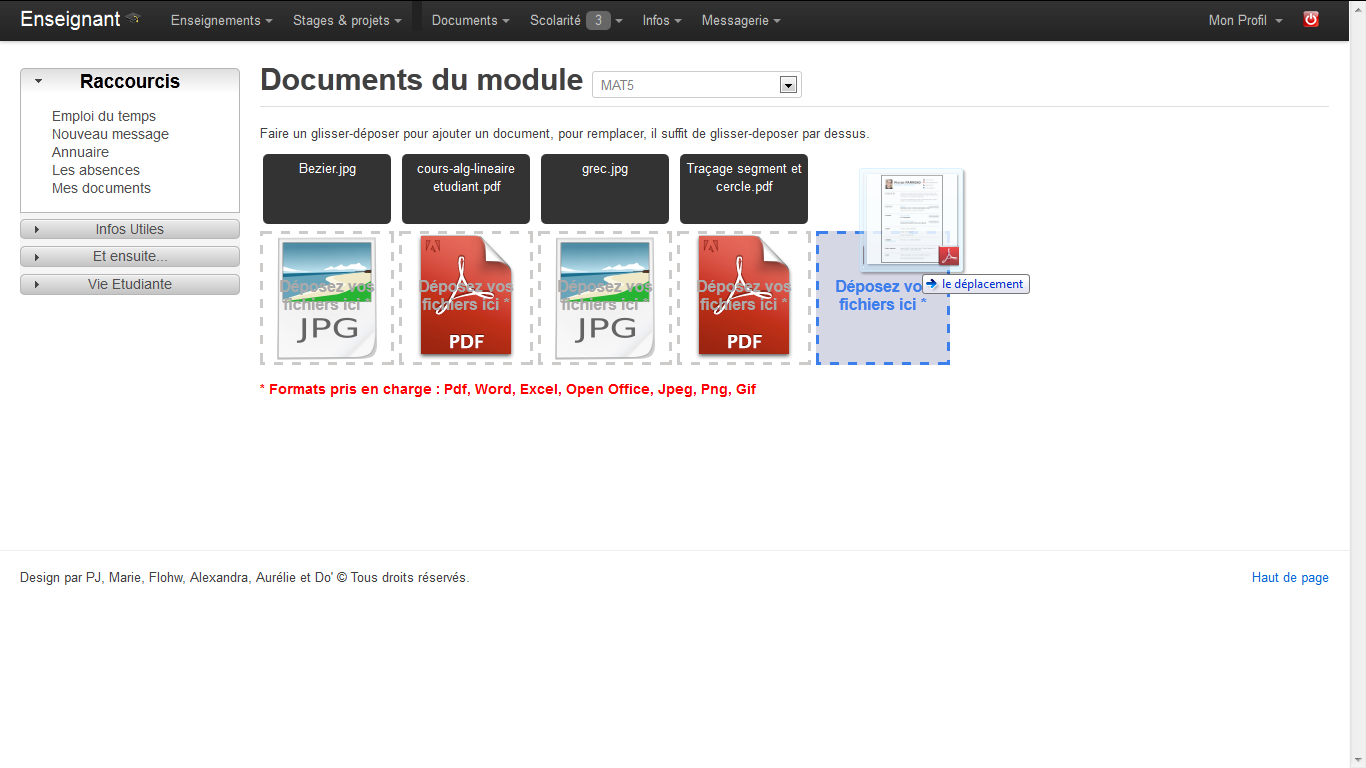 Enseignant Enseignements Stages & projets Documents Scolarité 3 Infos Messagerie Mon Profil
Raccourcis
Emploi du temps
Nouveau message
Annuaire
Les absences
Mes documents
Infos Utiles
Et ensuite...
Vie Etudiante
Documents du module MAT5
Faire un glisser-déposer pour ajouter un document, pour remplacer, il suffit de glisser-deposer par dessus.
Bezier.jpg
cours-alg-lineaire
etudiant.pdf
grec.jpg
Traçage segment et
cercle.pdf
Déposez vos
fichiers ici *
JPG
Déposez vos
fichiers ici *
PDF
Déposez vos
fichiers ici *
JPG
Déposez vos
fichiers ici *
PDF
Déposez vo
fichiers ici *
le déplacement
* Formats pris en charge : Pdf, Word, Excel, Open Office, Jpeg, Png, Gif
Design par PJ, Marie, Flohw, Alexandra, Aurélie et Do' © Tous droits réservés.
Haut de page